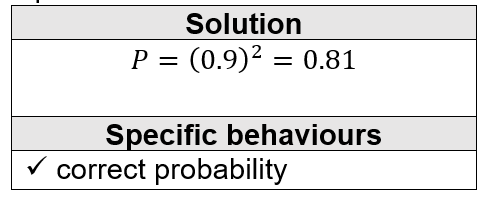 Solution
P = (0.9)² = 0.81
Specific behaviours
✓ correct probability